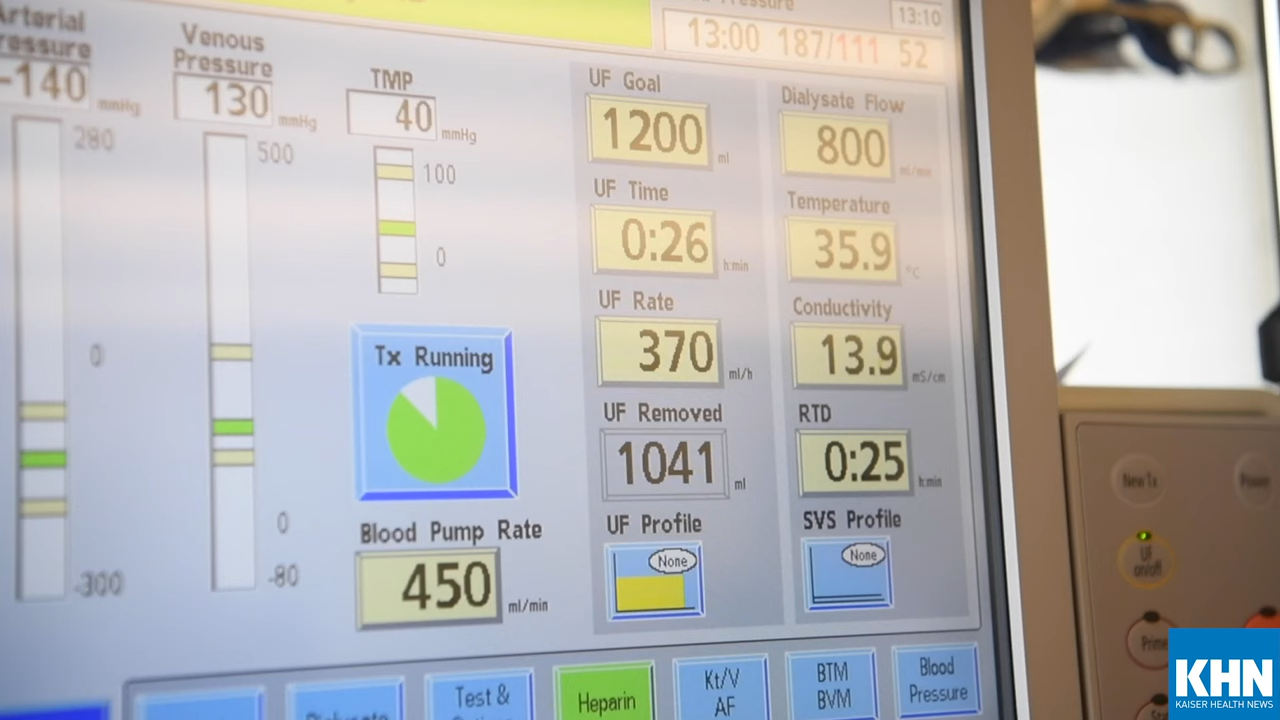 Arterial
Pressure
-140 mmHg
280
0
-300
Venous
Pressure
130 mmHg
500
0
-80
TMP
40 mmHg
100
0
Tx Running
Blood Pump Rate
450 ml/min
Pressure
13:10
13:00 187/111 52
UF Goal
1200 ml
UF Time
0:26 h:min
UF Rate
370 ml/h
UF Removed
1041 ml
UF Profile
None
Dialysate Flow
800 ml/min
Temperature
35.9 °C
Conductivity
13.9 mS/cm
RTD
0:25 h:min
SVS Profile
None
Dialysate
Test &
Heparin
Kt/V
AF
BTM
BVM
Blood
Pressure
New Tx
UF
on/off
Prime
KHN
KAISER HEALTH NEWS